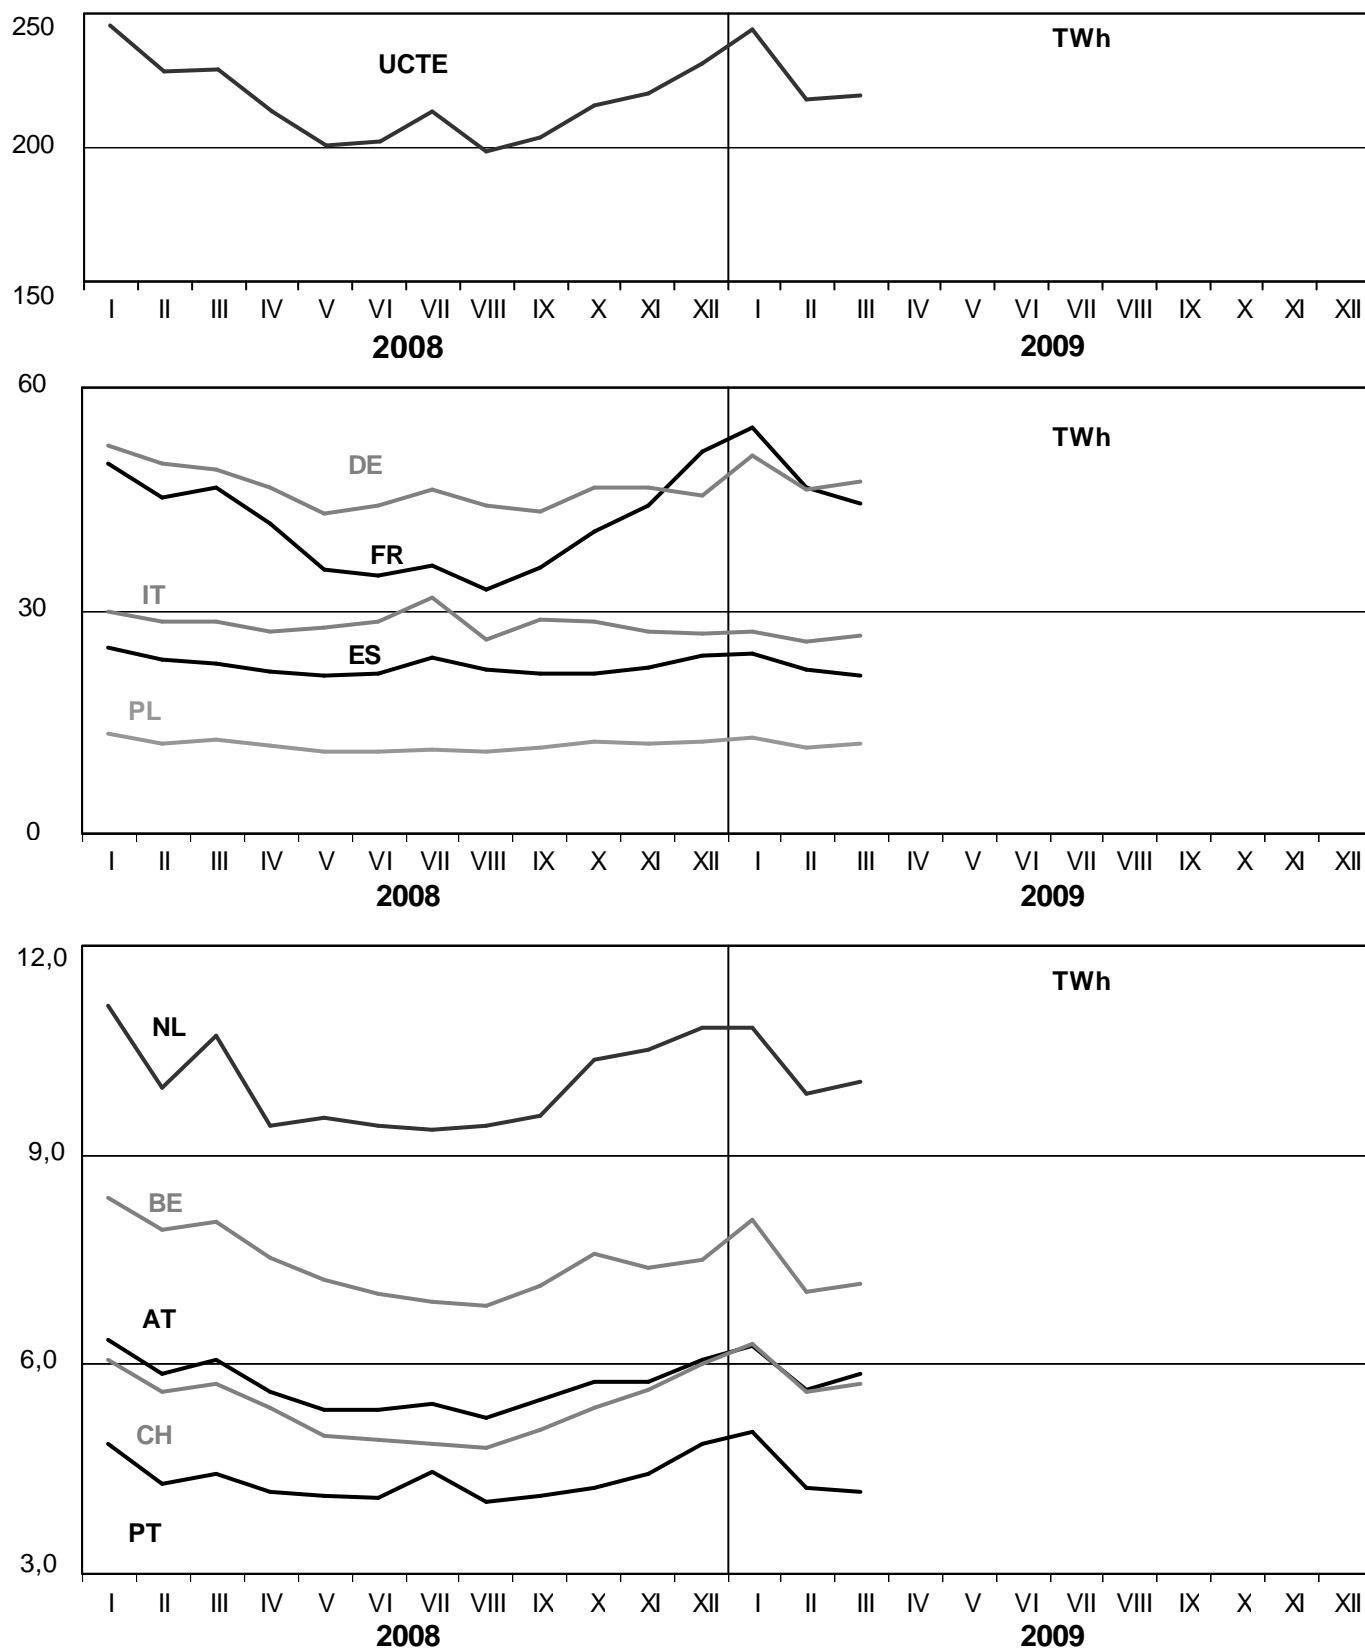 250
TWh
UCTE
200
150
I II III IV V VI VII VIII IX X XI XII I II III IV V VI VII VIII IX X XI XII
2008 2009
60
TWh
DE
FR
IT
30
ES
PL
0
I II III IV V VI VII VIII IX X XI XII I II III IV V VI VII VIII IX X XI XII
2008 2009
12,0
TWh
NL
9,0
BE
AT
6,0
CH
PT
3,0
I II III IV V VI VII VIII IX X XI XII I II III IV V VI VII VIII IX X XI XII
2008 2009